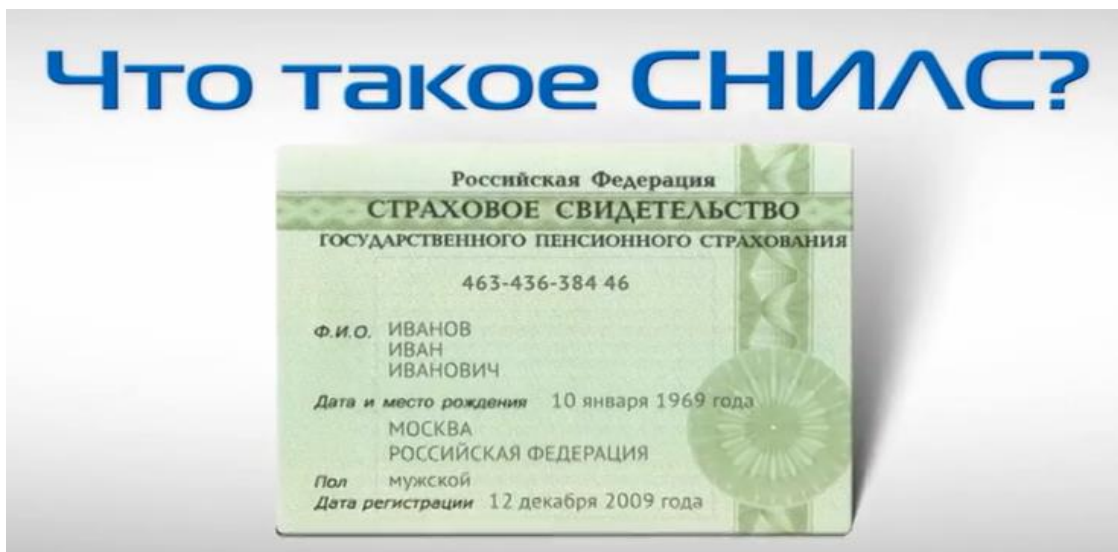 Что такое СНИЛС?
Российская Федерация
СТРАХОВОЕ СВИДЕТЕЛЬСТВО
ГОСУДАРСТВЕННОГО ПЕНСИОННОГО СТРАХОВАНИЯ
463-436-384 46
Ф.И.О. ИВАНОВ
ИВАН
ИВАНОВИЧ
Дата и место рождения 10 января 1969 года
МОСКВА
РОССИЙСКАЯ ФЕДЕРАЦИЯ
Пол мужской
Дата регистрации 12 декабря 2009 года